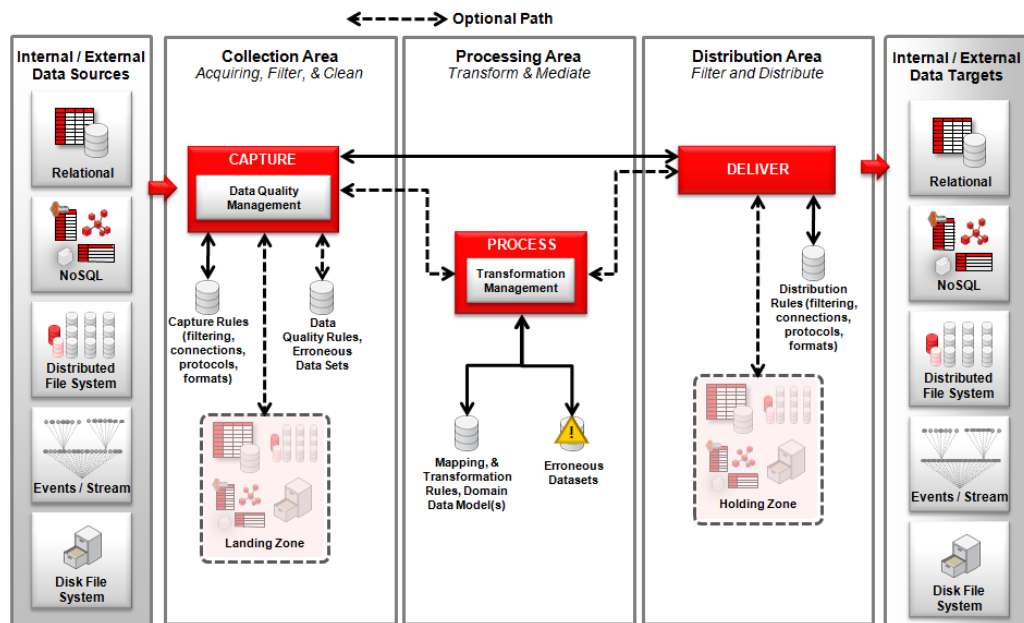 Optional Path
Internal / External
Data Sources
Relational
NoSQL
Distributed
File System
Events / Stream
Disk File
System
Collection Area
Acquiring, Filter, & Clean
CAPTURE
Data Quality
Management
Capture Rules
(filtering,
connections,
protocols,
formats)
Data
Quality Rules,
Erroneous
Data Sets
Landing Zone
Processing Area
Transform & Mediate
PROCESS
Transformation
Management
Mapping, &
Transformation
Rules, Domain
Data Model(s)
!
Erroneous
Datasets
Distribution Area
Filter and Distribute
DELIVER
Distribution
Rules (filtering,
connections,
protocols,
formats)
Holding Zone
Internal / External
Data Targets
Relational
NoSQL
Distributed
File System
Events / Stream
Disk File
System